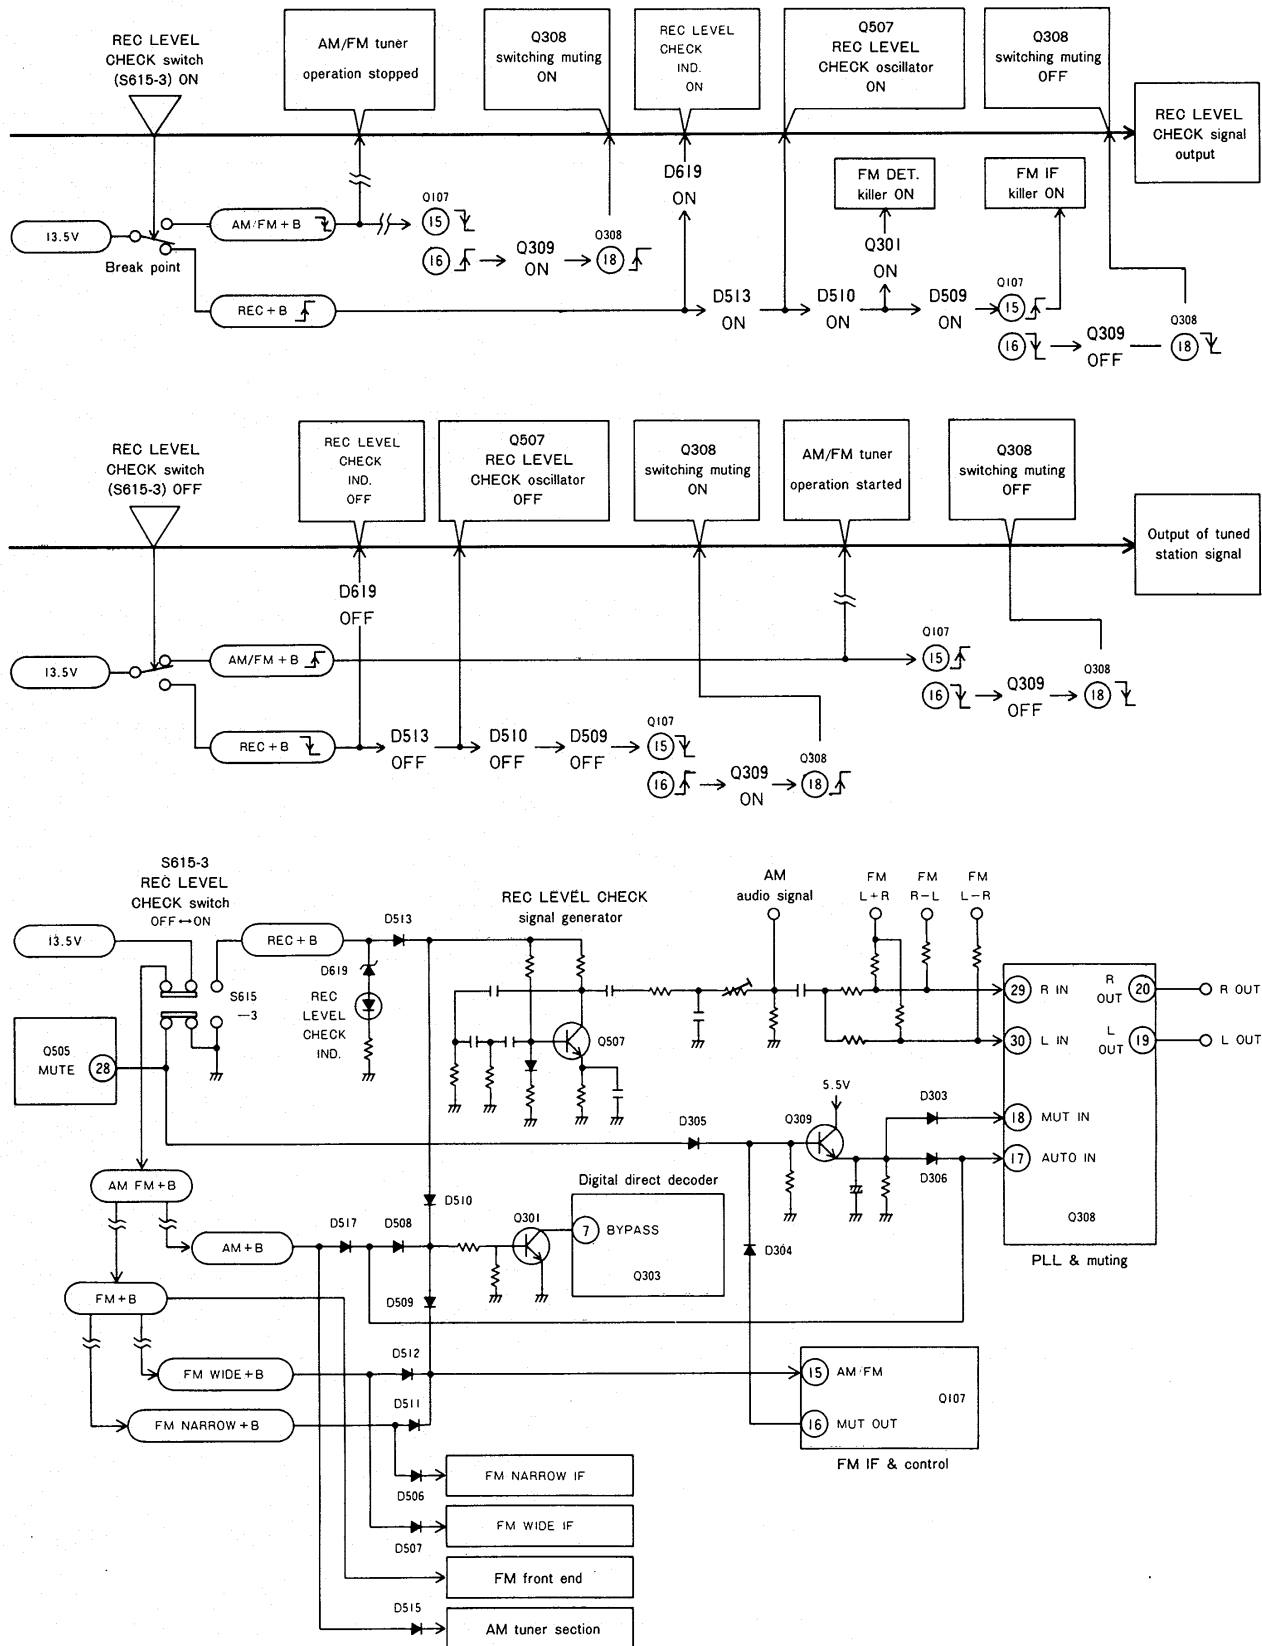 REC LEVEL
CHECK switch
(S615-3) ON
AM/FM tuner
operation stopped
Q308
switching muting
ON
REC LEVEL
CHECK
IND.
ON
Q507
REC LEVEL
CHECK oscillator
ON
Q308
switching muting
OFF
REC LEVEL
CHECK signal
output
D619
ON
FM DET.
killer ON
FM IF
killer ON
13.5V
Break point
AM/FM+B
Q107
15
16
Q309
ON
Q308
18
Q301
ON
REC+B
D513
ON
D510
ON
D509
ON
Q107
15
16
Q309
OFF
Q308
18
REC LEVEL
CHECK switch
(S615-3) OFF
REC LEVEL
CHECK
IND.
OFF
Q507
REC LEVEL
CHECK oscillator
OFF
Q308
switching muting
ON
AM/FM tuner
operation started
Q308
switching muting
OFF
Output of tuned
station signal
D619
OFF
13.5V
AM/FM+B
Q107
15
16
Q309
OFF
Q308
18
REC+B
D513
OFF
D510
OFF
D509
OFF
Q107
15
16
Q309
ON
Q308
18
S615-3
REC LEVEL
CHECK switch
OFF↔ON
13.5V
REC+B
D513
REC LEVEL CHECK
signal generator
AM
audio signal
FM
L+R
FM
R-L
FM
L-R
D619
REC
LEVEL
CHECK
IND.
S615
-3
Q505
MUTE
28
Q507
29
R IN
R
OUT
20
R OUT
30
L IN
L
OUT
19
L OUT
5.5V
D305
Q309
D303
18
MUT IN
D306
17
AUTO IN
Q308
PLL & muting
AM FM+B
D510
Digital direct decoder
Q301
7
BYPASS
Q303
D304
AM+B
D517
D508
FM+B
D509
FM WIDE+B
D512
15
AM/FM
Q107
16
MUT OUT
FM IF & control
FM NARROW+B
D511
D506
FM NARROW IF
D507
FM WIDE IF
FM front end
D515
AM tuner section